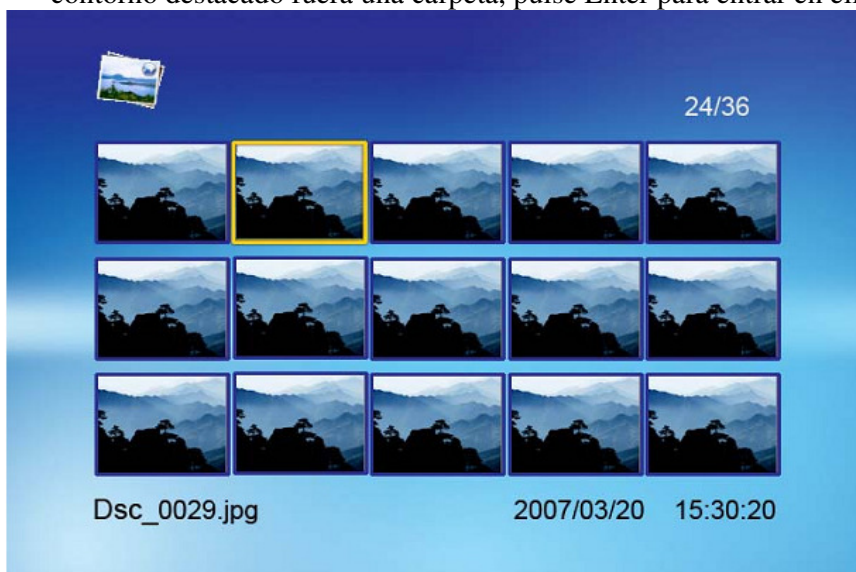 contorno destacado fuera una carpeta, pulse Enter para entrar en
24/36
Dsc_0029.jpg 2007/03/20 15:30:20